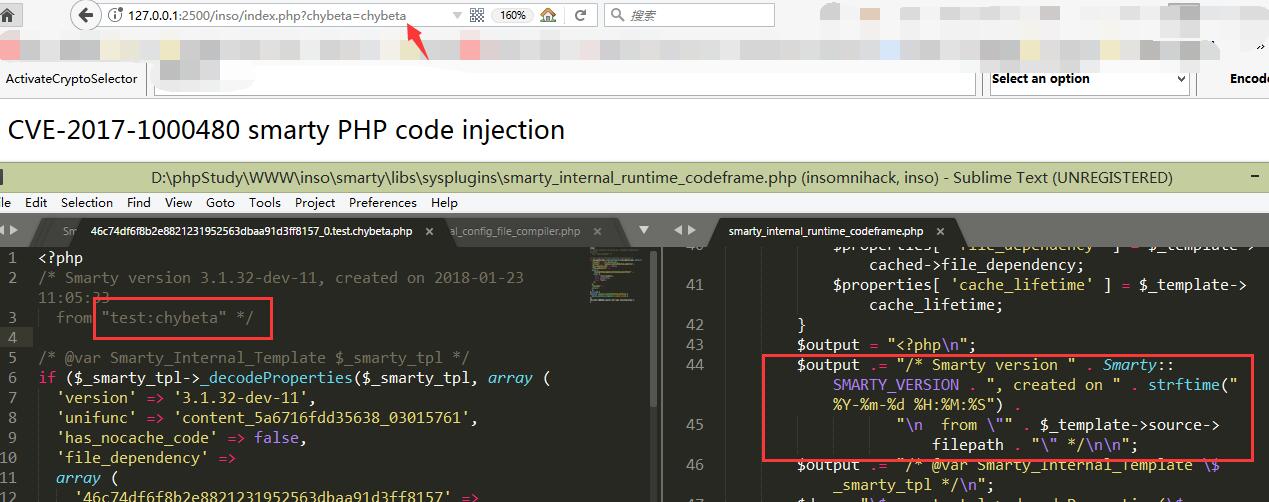 127.0.0.1:2500/inso/index.php?chybeta=chybeta
160%
搜索
ActivateCryptoSelector
Select an option
Encode
CVE-2017-1000480 smarty PHP code injection
D:\phpStudy\WWW\inso\smarty\libs\sysplugins\smarty_internal_runtime_codeframe.php (insomnihack, inso) - Sublime Text (UNREGISTERED)
le Edit Selection Find View Goto Tools Project Preferences Help
46c74df6f8b2e8821231952563dbaa91d3ff8157_0.test.chybeta.php
al_config_file_compiler.php
1 <?php
2 /* Smarty version 3.1.32-dev-11, created on 2018-01-23
11:05:33
3 from "test:chybeta" */
4
5 /* @var Smarty_Internal_Template $_smarty_tpl */
6 if ($_smarty_tpl->_decodeProperties($_smarty_tpl, array (
7 'version' => '3.1.32-dev-11',
8 'unifunc' => 'content_5a6716fdd35638_03015761',
9 'has_nocache_code' => false,
10 'file_dependency' =>
11 array (
12 '46c74df6f8b2e8821231952563dbaa91d3ff8157' =>
smarty_internal_runtime_codeframe.php
40 $properties[ 'file_dependency' ] = $_template->
cached->file_dependency;
41 $properties[ 'cache_lifetime' ] = $_template->
cache_lifetime;
42 }
43 $output = "<?php\n";
44 $output .= "/* Smarty version " . Smarty::
SMARTY_VERSION . ", created on " . strftime("
%Y-%m-%d %H:%M:%S") .
45 "\n  from \"" . $_template->source->
filepath . "\" */\n\n";
46 $output .= "/* @var Smarty_Internal_Template \$
_smarty_tpl */\n";